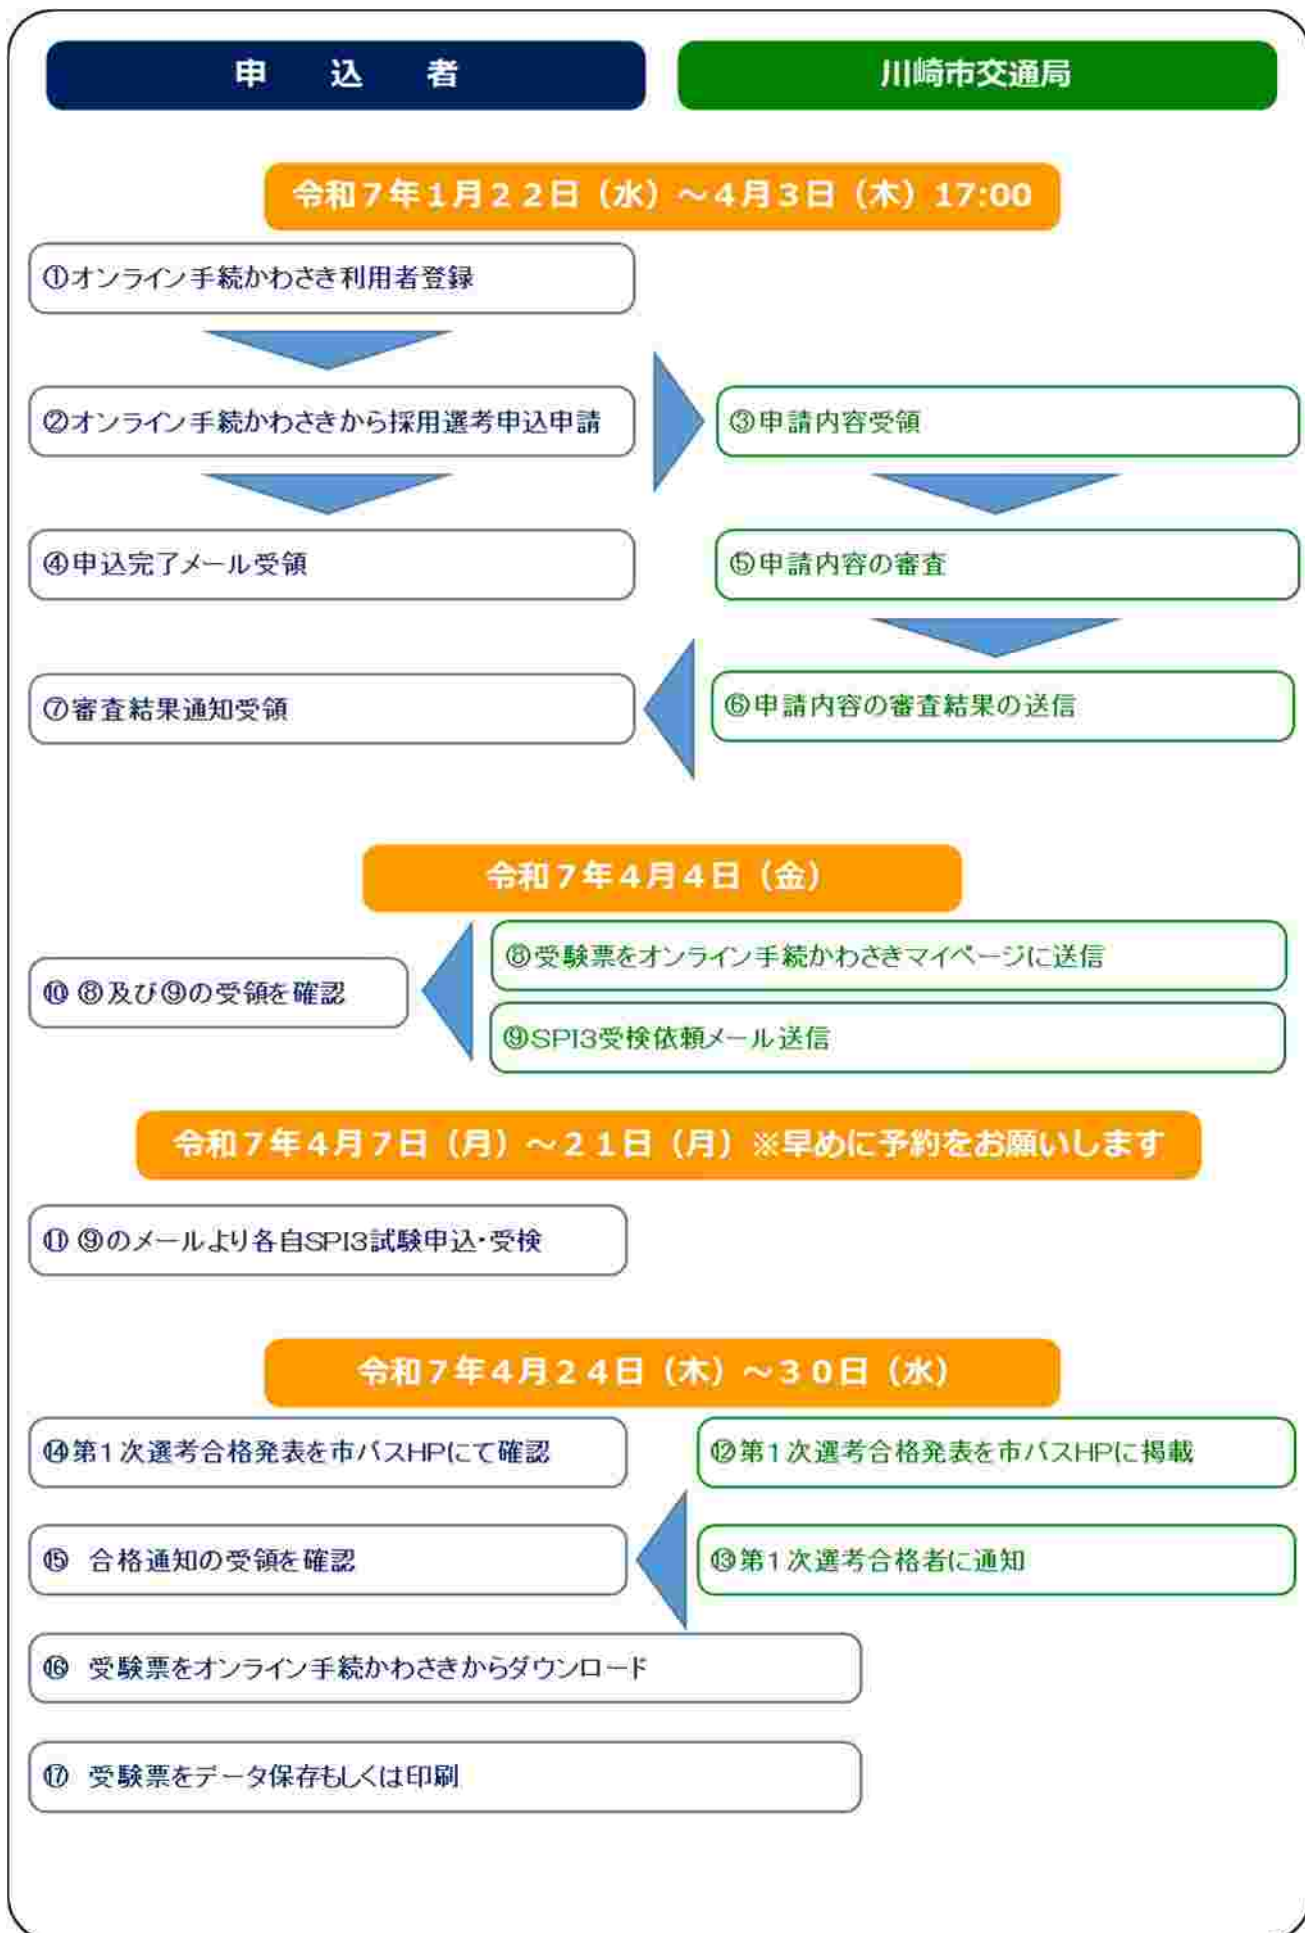 申込者
川崎市交通局
令和7年1月22日（水）～4月3日（木）17:00
①オンライン手続かわさき利用者登録
②オンライン手続かわさきから採用選考申込申請
③申請内容受領
④申込完了メール受領
⑤申請内容の審査
⑦審査結果通知受領
⑥申請内容の審査結果の送信
令和7年4月4日（金）
⑧受験票をオンライン手続かわさきマイページに送信
⑩ ⑧及び⑨の受領を確認
⑨SPI3受検依頼メール送信
令和7年4月7日（月）～21日（月）※早めに予約をお願いします
⑪ ⑨のメールより各自SPI3試験申込・受検
令和7年4月24日（木）～30日（水）
⑭第1次選考合格発表を市バスHPにて確認
⑫第1次選考合格発表を市バスHPに掲載
⑮ 合格通知の受領を確認
⑬第1次選考合格者に通知
⑯ 受験票をオンライン手続かわさきからダウンロード
⑰ 受験票をデータ保存もしくは印刷